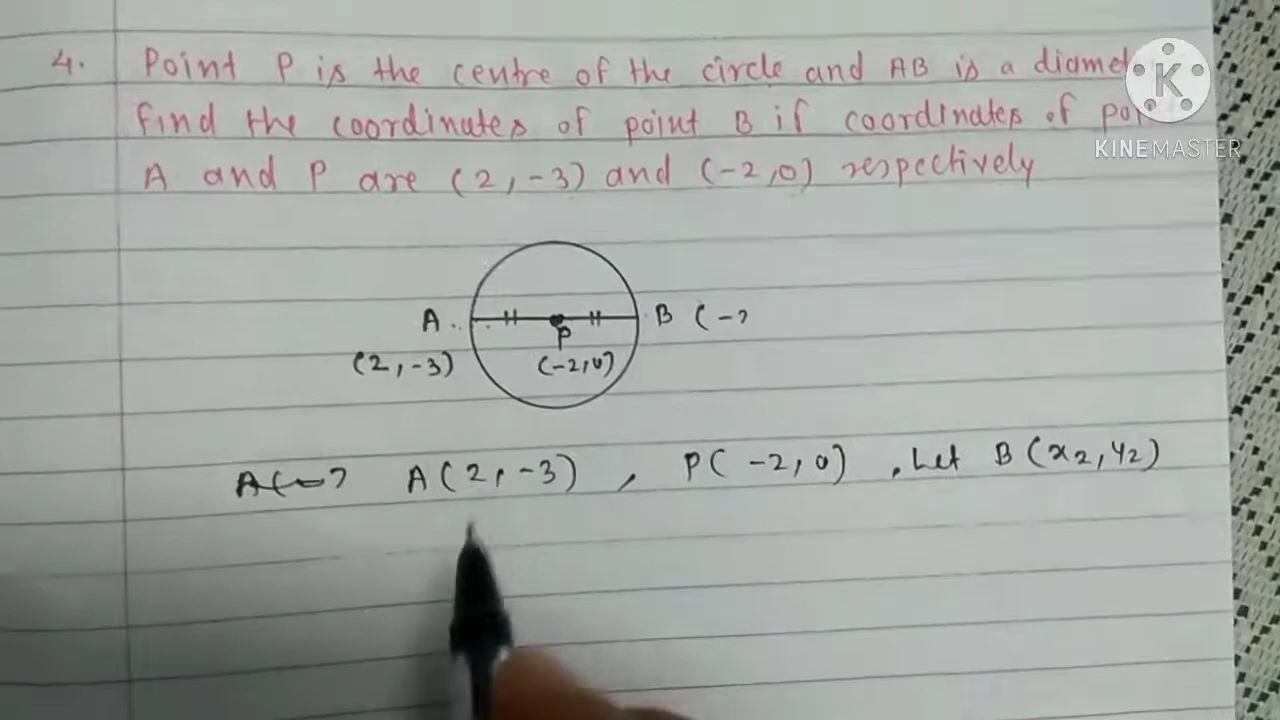 4. Point P is the centre of the circle and AB is a
Find the coordinates of point B if coordinates of
A and P are (2,-3) and (-2,0) respectively
A B (-
P
(2,-3) (-2,0)
A( A(2,-3) , P(-2,0) , Let B(x2,y2)
K
KINEMASTER